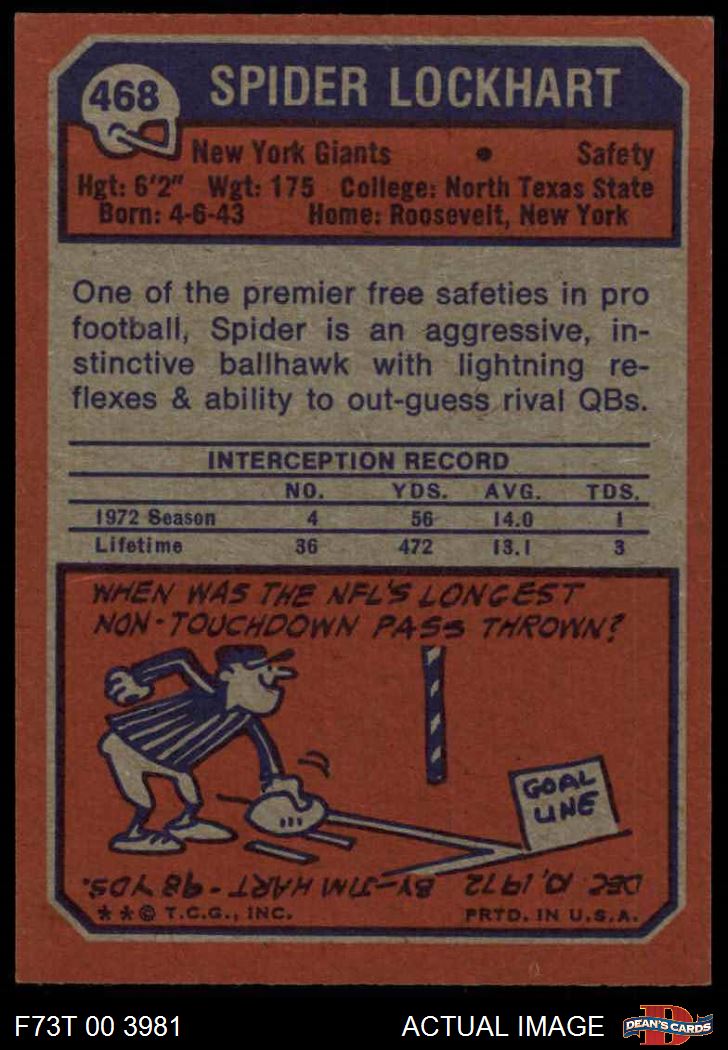 468
SPIDER LOCKHART
New York Giants • Safety
Hgt: 6'2" Wgt: 175 College: North Texas State
Born: 4-6-43 Home: Roosevelt, New York
One of the premier free safeties in pro
football, Spider is an aggressive, in-
stinctive ballhawk with lightning re-
flexes & ability to out-guess rival QBs.
INTERCEPTION RECORD
NO. YDS. AVG. TDS.
1972 Season 4 56 14.0 1
Lifetime 36 472 13.1 3
WHEN WAS THE NFL'S LONGEST
NON-TOUCHDOWN PASS THROWN?
GOAL
LINE
DEC 10, 1972 BY-JIM HART-98 YDS.
* * © T.C.G., INC. PRTD. IN U.S.A.
F73T 00 3981 ACTUAL IMAGE
D
DEAN'S CARDS